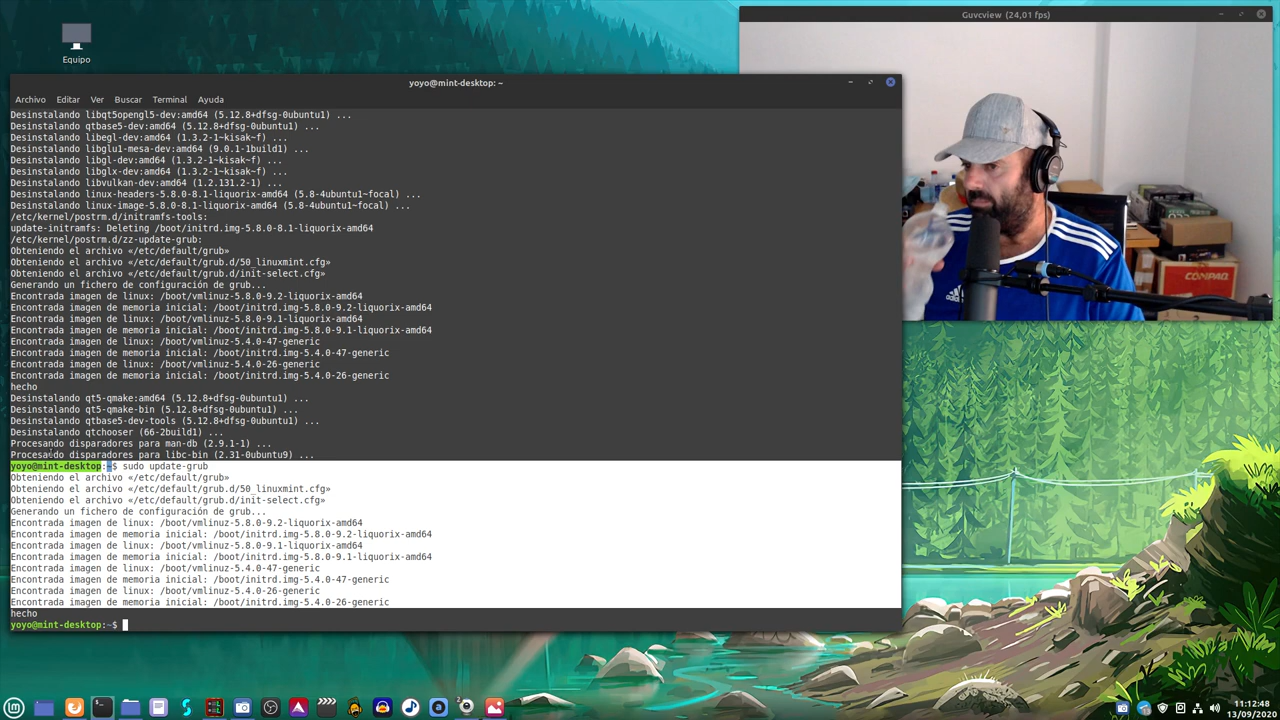 Guvcview (24,01 fps)
Equipo
COMPAQ
yoyo@mint-desktop: ~
Archivo Editar Ver Buscar Terminal Ayuda
Desinstalando libqt5opengl5-dev:amd64 (5.12.8+dfsg-0ubuntu1) ...
Desinstalando qtbase5-dev:amd64 (5.12.8+dfsg-0ubuntu1) ...
Desinstalando libegl-dev:amd64 (1.3.2-1~kisak~f) ...
Desinstalando libglu1-mesa-dev:amd64 (9.0.1-1build1) ...
Desinstalando libgl-dev:amd64 (1.3.2-1~kisak~f) ...
Desinstalando libglx-dev:amd64 (1.3.2-1~kisak~f) ...
Desinstalando libvulkan-dev:amd64 (1.2.131.2-1) ...
Desinstalando linux-headers-5.8.0-8.1-liquorix-amd64 (5.8-4ubuntu1~focal) ...
Desinstalando linux-image-5.8.0-8.1-liquorix-amd64 (5.8-4ubuntu1~focal) ...
/etc/kernel/postrm.d/initramfs-tools:
update-initramfs: Deleting /boot/initrd.img-5.8.0-8.1-liquorix-amd64
/etc/kernel/postrm.d/zz-update-grub:
Obteniendo el archivo «/etc/default/grub»
Obteniendo el archivo «/etc/default/grub.d/50_linuxmint.cfg»
Obteniendo el archivo «/etc/default/grub.d/init-select.cfg»
Generando un fichero de configuración de grub...
Encontrada imagen de linux: /boot/vmlinuz-5.8.0-9.2-liquorix-amd64
Encontrada imagen de memoria inicial: /boot/initrd.img-5.8.0-9.2-liquorix-amd64
Encontrada imagen de linux: /boot/vmlinuz-5.8.0-9.1-liquorix-amd64
Encontrada imagen de memoria inicial: /boot/initrd.img-5.8.0-9.1-liquorix-amd64
Encontrada imagen de linux: /boot/vmlinuz-5.4.0-47-generic
Encontrada imagen de memoria inicial: /boot/initrd.img-5.4.0-47-generic
Encontrada imagen de linux: /boot/vmlinuz-5.4.0-26-generic
Encontrada imagen de memoria inicial: /boot/initrd.img-5.4.0-26-generic
hecho
Desinstalando qt5-qmake:amd64 (5.12.8+dfsg-0ubuntu1) ...
Desinstalando qt5-qmake-bin (5.12.8+dfsg-0ubuntu1) ...
Desinstalando qtbase5-dev-tools (5.12.8+dfsg-0ubuntu1) ...
Desinstalando qtchooser (66-2build1) ...
Procesando disparadores para man-db (2.9.1-1) ...
Procesando disparadores para libc-bin (2.31-0ubuntu9) ...
yoyo@mint-desktop:~$ sudo update-grub
Obteniendo el archivo «/etc/default/grub»
Obteniendo el archivo «/etc/default/grub.d/50_linuxmint.cfg»
Obteniendo el archivo «/etc/default/grub.d/init-select.cfg»
Generando un fichero de configuración de grub...
Encontrada imagen de linux: /boot/vmlinuz-5.8.0-9.2-liquorix-amd64
Encontrada imagen de memoria inicial: /boot/initrd.img-5.8.0-9.2-liquorix-amd64
Encontrada imagen de linux: /boot/vmlinuz-5.8.0-9.1-liquorix-amd64
Encontrada imagen de memoria inicial: /boot/initrd.img-5.8.0-9.1-liquorix-amd64
Encontrada imagen de linux: /boot/vmlinuz-5.4.0-47-generic
Encontrada imagen de memoria inicial: /boot/initrd.img-5.4.0-47-generic
Encontrada imagen de linux: /boot/vmlinuz-5.4.0-26-generic
Encontrada imagen de memoria inicial: /boot/initrd.img-5.4.0-26-generic
hecho
yoyo@mint-desktop:~$
11:12:48
13/09/2020